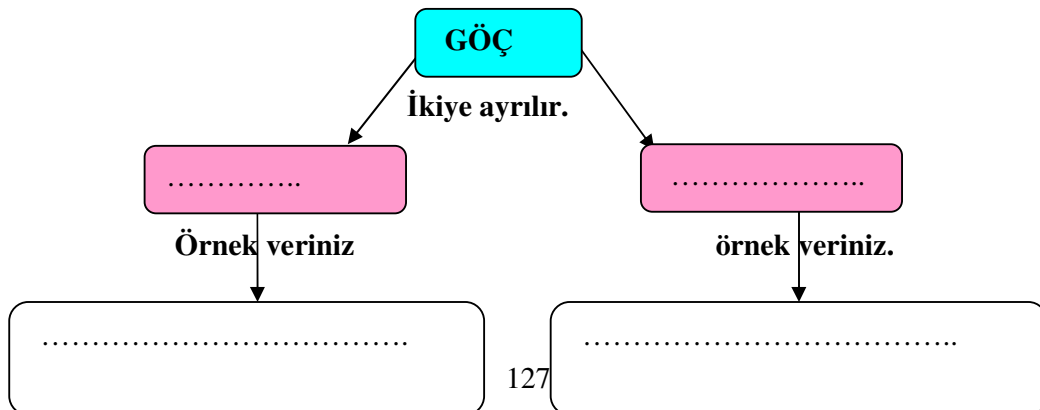 GÖÇ
İkiye ayrılır.
…………..
………………..
Örnek veriniz
örnek veriniz.
……………………………….
………………………………..
127